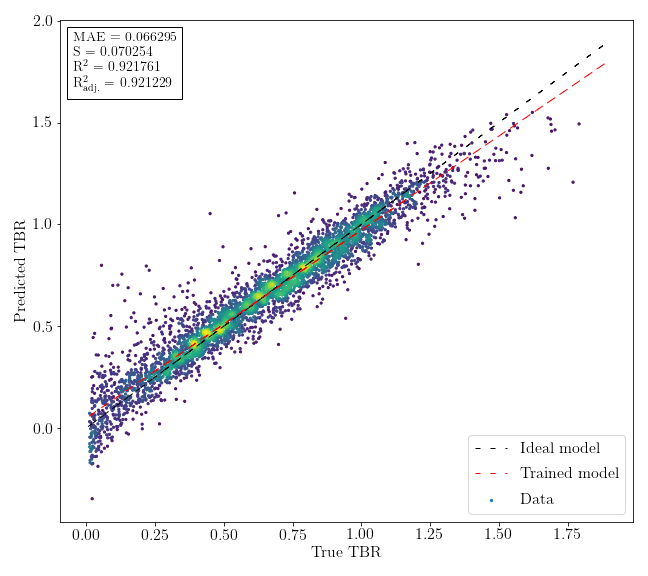 MAE = 0.066295
S = 0.070254
R² = 0.921761
R²adj. = 0.921229
2.0
1.5
1.0
0.5
0.0
Predicted TBR
Ideal model
Trained model
Data
0.00 0.25 0.50 0.75 1.00 1.25 1.50 1.75
True TBR